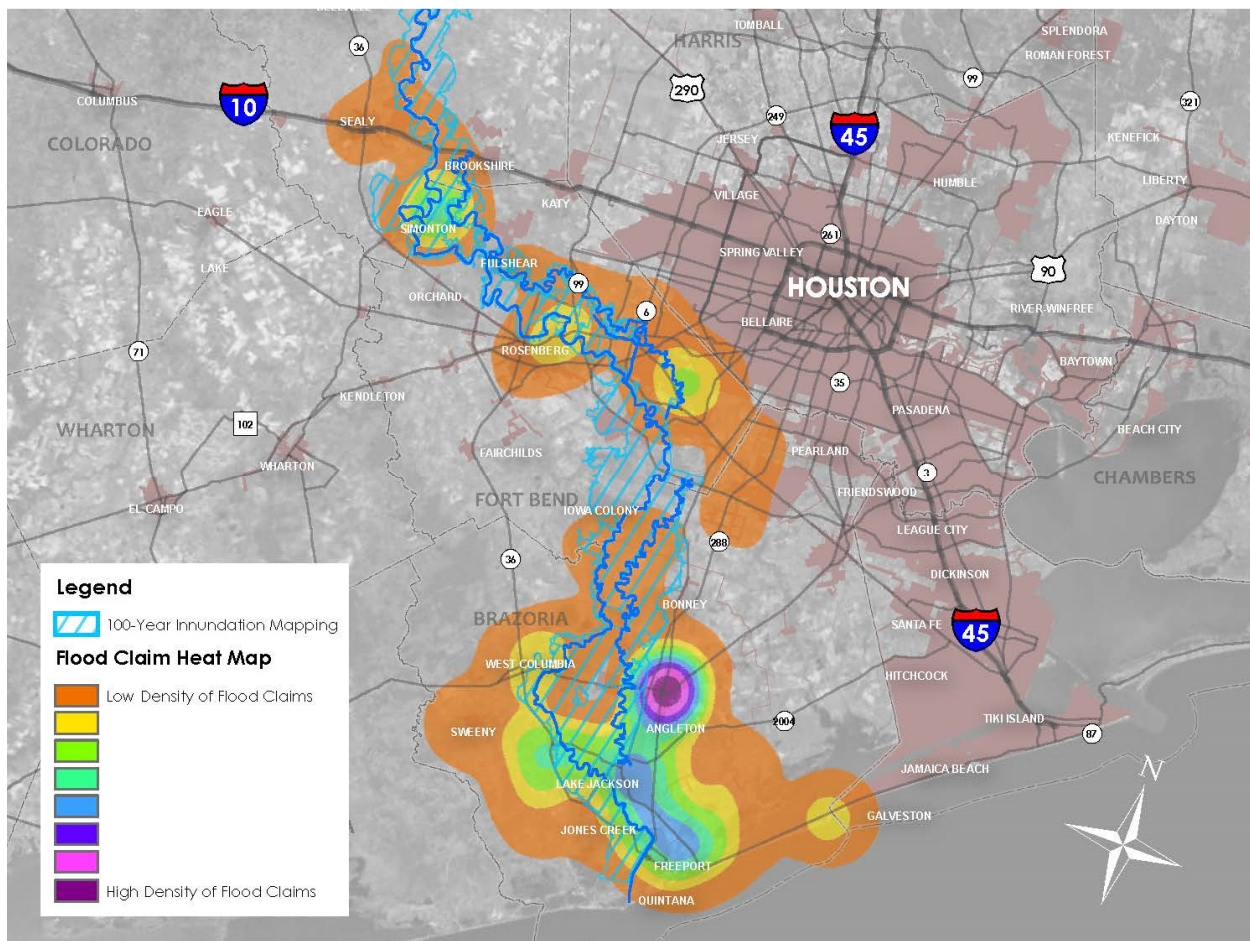 BELLVILLE
TOMBALL
SPLENDORA
HARRIS
ROMAN FOREST
36
290
99
COLUMBUS
10
321
249
45
SEALY
JERSEY
KENEFICK
COLORADO
BROOKSHIRE
HUMBLE
LIBERTY
VILLAGE
KATY
EAGLE
DAYTON
SIMONTON
261
SPRING VALLEY
FULSHEAR
LAKE
90
99
HOUSTON
ORCHARD
6
RIVER-WINFREE
BELLAIRE
ROSENBERG
71
BAYTOWN
35
KENDLETON
PASADENA
WHARTON
102
BEACH CITY
FAIRCHILDS
PEARLAND
WHARTON
3
CHAMBERS
FORT BEND
FRIENDSWOOD
EL CAMPO
IOWA COLONY
LEAGUE CITY
288
36
DICKINSON
BONNEY
BRAZORIA
SANTA FE
45
WEST COLUMBIA
HITCHCOCK
SWEENY
ANGLETON
2004
TIKI ISLAND
87
JAMAICA BEACH
LAKE JACKSON
GALVESTON
JONES CREEK
FREEPORT
QUINTANA
N
Legend
100-Year Innundation Mapping
Flood Claim Heat Map
Low Density of Flood Claims
High Density of Flood Claims